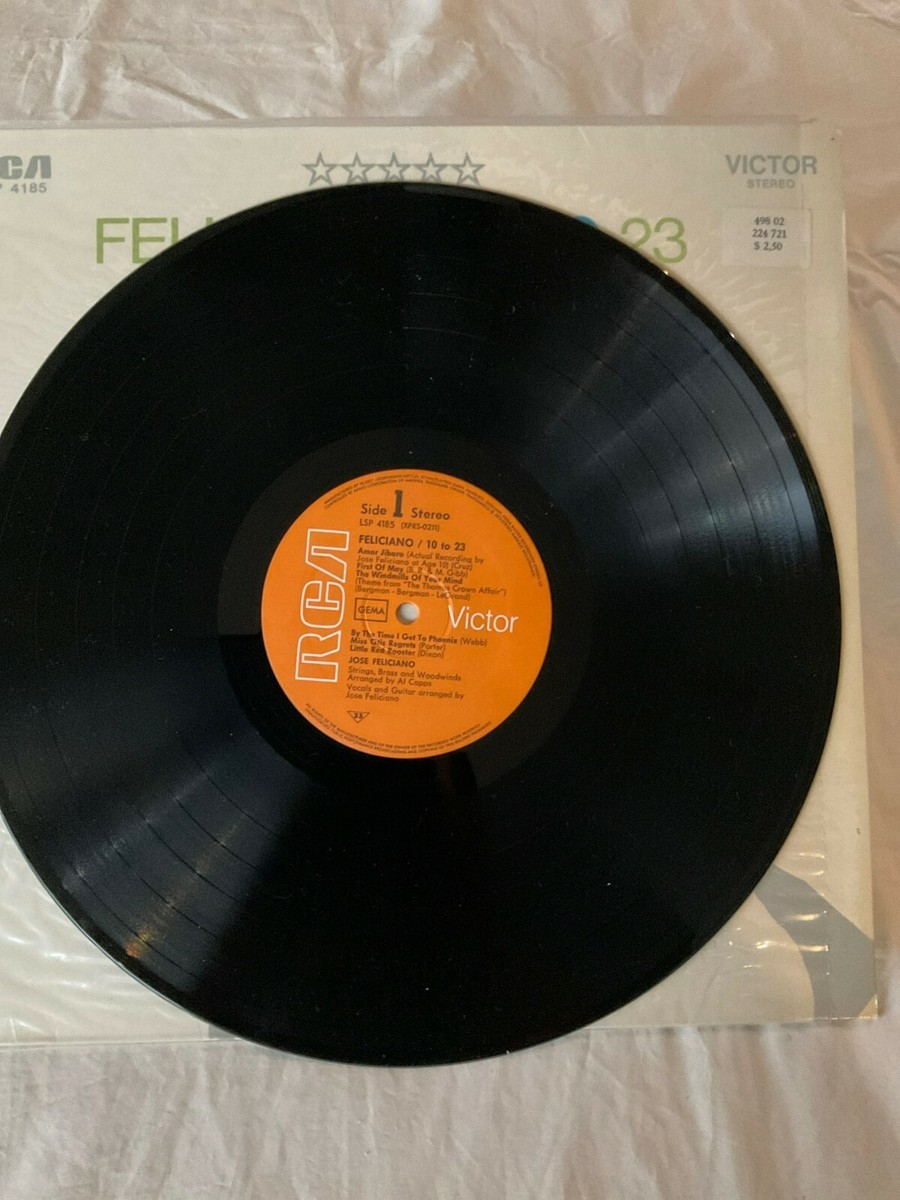 RCA
LSP 4185
VICTOR
STEREO
23
498 02
224 721
$ 2,50
Side 1 Stereo
LSP 4185 (XPRS-0211)
FELICIANO / 10 to 23
Amor Jibaro (Actual Recording by
Jose Feliciano at Age 10) (Cruz)
First Of May (B. R. & M. Gibb)
The Windmills Of Your Mind
(Theme from "The Thomas Crown Affair")
(Bergman - Bergman - LeGrand)
GEMA
RCA Victor
By The Time I Get To Phoenix (Webb)
Miss Otis Regrets (Porter)
Little Red Rooster (Dixon)
JOSE FELICIANO
Strings, Brass and Woodwinds
Arranged by Al Capps
Vocals and Guitar arranged by
Jose Feliciano
33